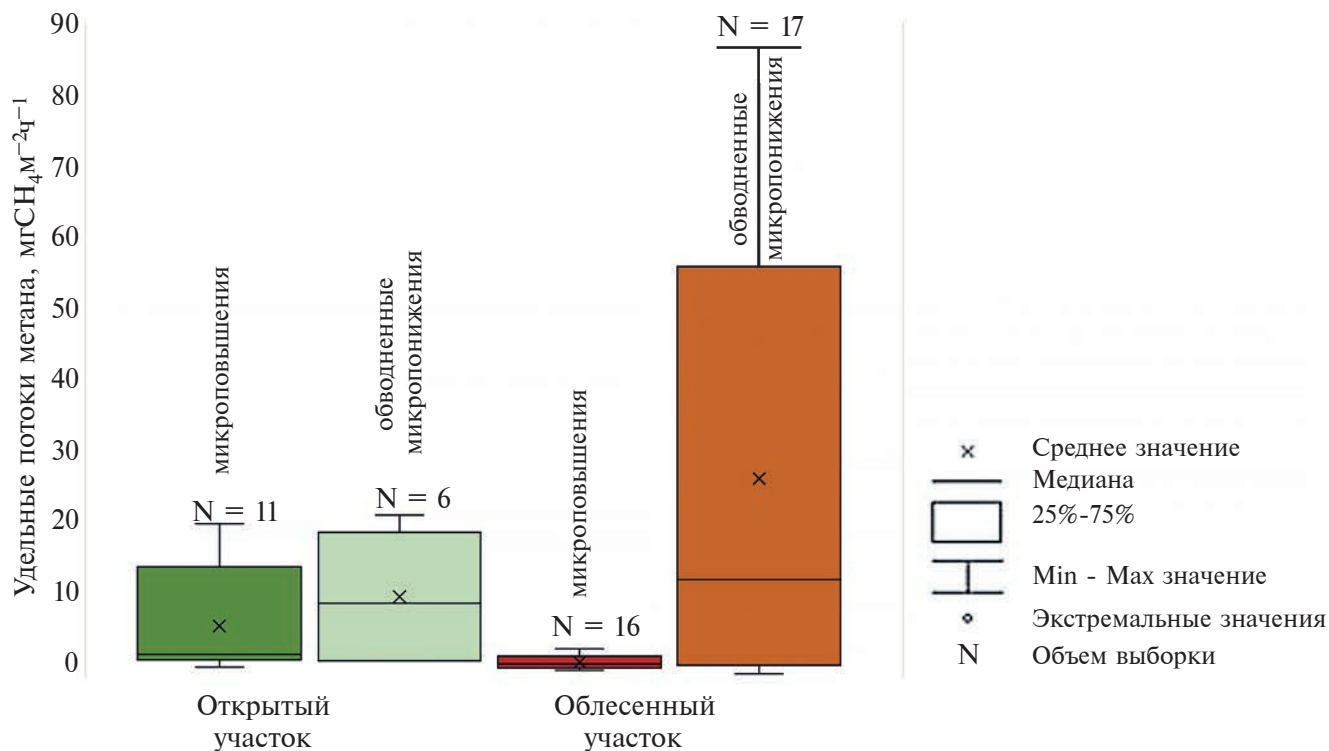 Удельные потоки метана, мгCH₄м⁻²ч⁻¹
90
80
70
60
50
40
30
20
10
0
микроповышения
N = 11
обводненные
микропонижения
N = 6
микроповышения
N = 16
N = 17
обводненные
микропонижения
Открытый
участок
Облесенный
участок
Среднее значение
Медиана
25%-75%
Min - Max значение
Экстремальные значения
N Объем выборки